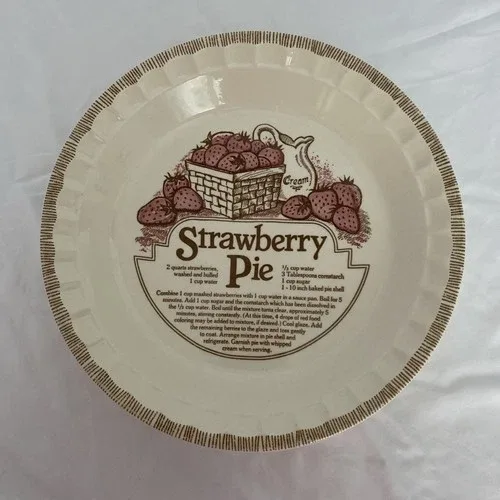 Cream
Strawberry
Pie
2 quarts strawberries,
washed and hulled
1 cup water
½ cup water
3 Tablespoons cornstarch
1 cup sugar
1 - 10 inch baked pie shell
Combine 1 cup crushed strawberries with 1 cup water in a sauce pan. Boil for 5
minutes. Add 1 cup sugar and the cornstarch which has been dissolved in
the ½ cup water. Boil until the mixture turns clear, approximately 5
minutes, stirring constantly. (At this time, 4 drops of red food
coloring may be added to mixture, if desired.) Cool glaze. Add
the remaining berries to the glaze and toss gently
to coat. Arrange mixture in pie shell and
refrigerate. Garnish pie with whipped
cream when serving.